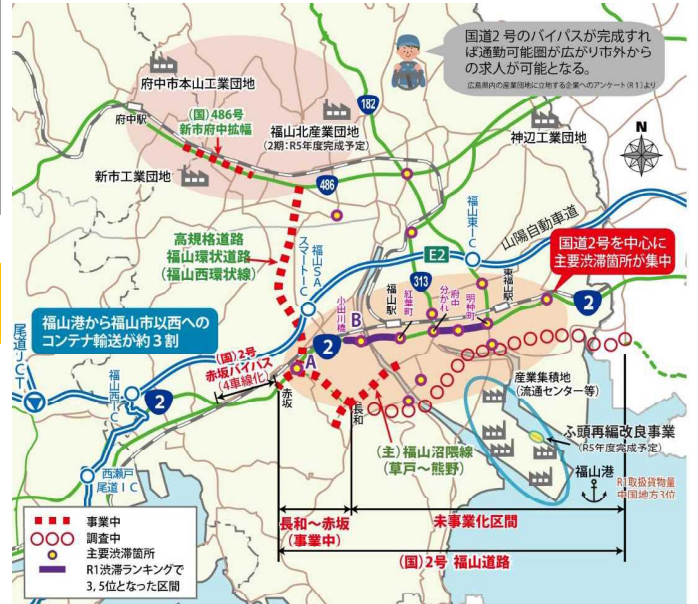 国道2号のバイパスが完成すれ
ば通勤可能圏が広がり市外から
の求人が可能となる。
広島県内の産業団地に立地する企業へのアンケート(R1)より
府中市本山工業団地
府中駅
(国)486号
新市府中拡幅
182
福山北産業団地
(2期:R5年度完成予定)
神辺工業団地
N
新市工業団地
486
高規格道路
福山環状道路
(福山西環状線)
福山SA
スマートIC
E2
福山東IC
山陽自動車道
国道2号を中心に
主要渋滞箇所が集中
313
福山駅
東福山駅
小田川橋
紅葉町
府中
分かれ
明神町
B
2
2
福山港から福山市以西への
コンテナ輸送が約3割
尾道JCT
福山西IC
(国)2号
赤坂バイパス
(4車線化)
A
赤坂
長和
2
西瀬戸
尾道IC
(主)福山沼隈線
(草戸~熊野)
産業集積地
(流通センター等)
ふ頭再編改良事業
(R5年度完成予定)
福山港
R1取扱貨物量
中国地方3位
長和~赤坂
(事業中)
未事業化区間
(国)2号 福山道路
事業中
調査中
主要渋滞箇所
R1渋滞ランキングで
3,5位となった区間